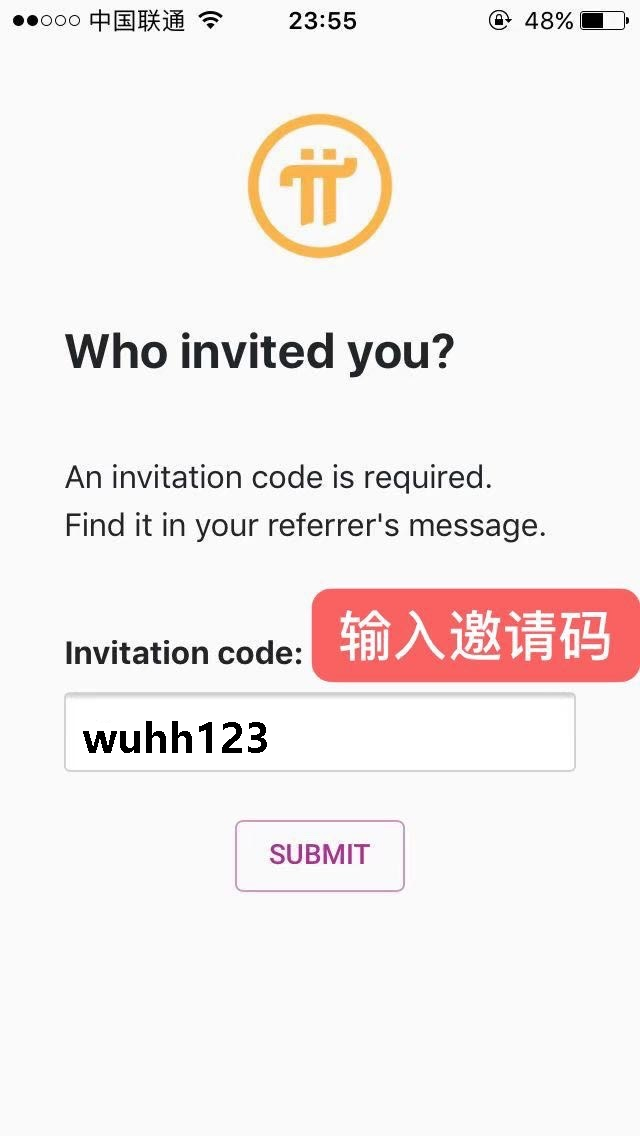 中国联通 23:55 48%
Who invited you?
An invitation code is required.
Find it in your referrer's message.
Invitation code: 输入邀请码
wuhh123
SUBMIT